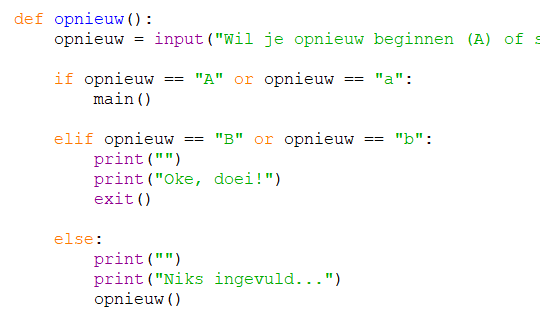 def opnieuw():
    opnieuw = input("Wil je opnieuw beginnen (A) of
    if opnieuw == "A" or opnieuw == "a":
        main()
    elif opnieuw == "B" or opnieuw == "b":
        print("")
        print("Oke, doei!")
        exit()
    else:
        print("")
        print("Niks ingevuld...")
        opnieuw()